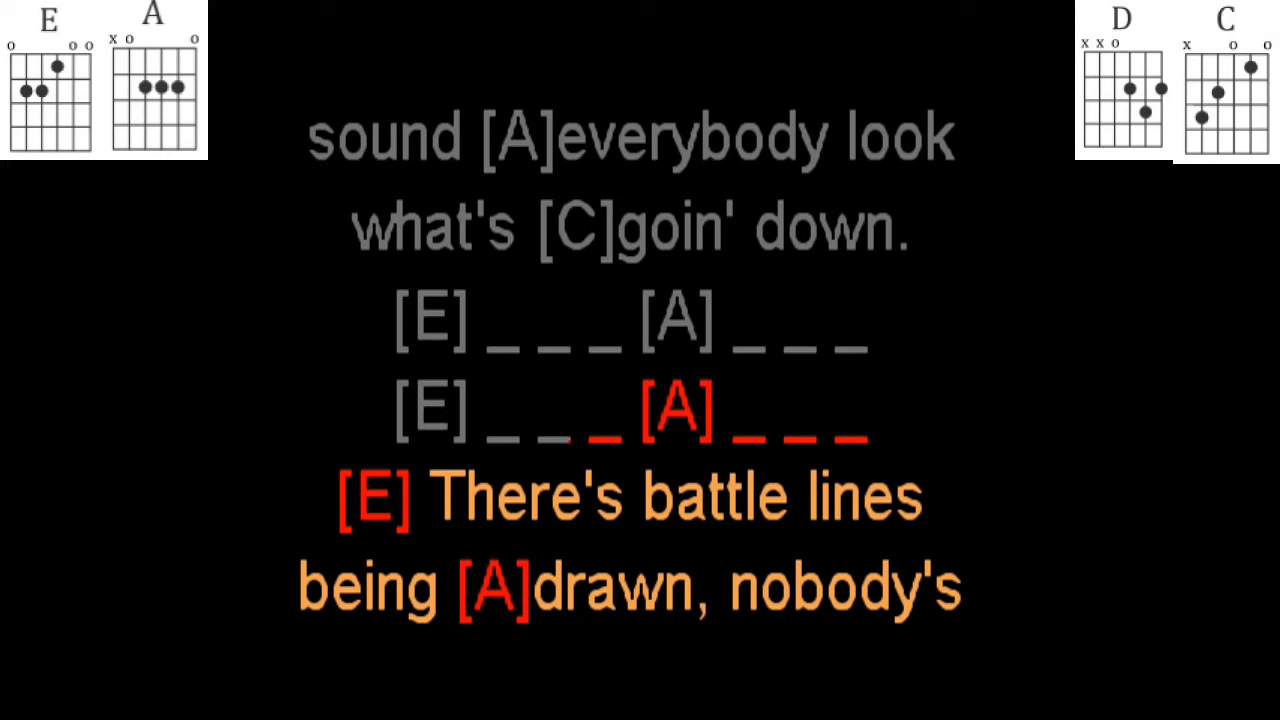 E A D C
o o o x o o x x o x o o
sound [A]everybody look
what's [C]goin' down.
[E] _ _ _ [A] _ _ _
[E] _ _ _ [A] _ _ _
[E] There's battle lines
being [A]drawn, nobody's